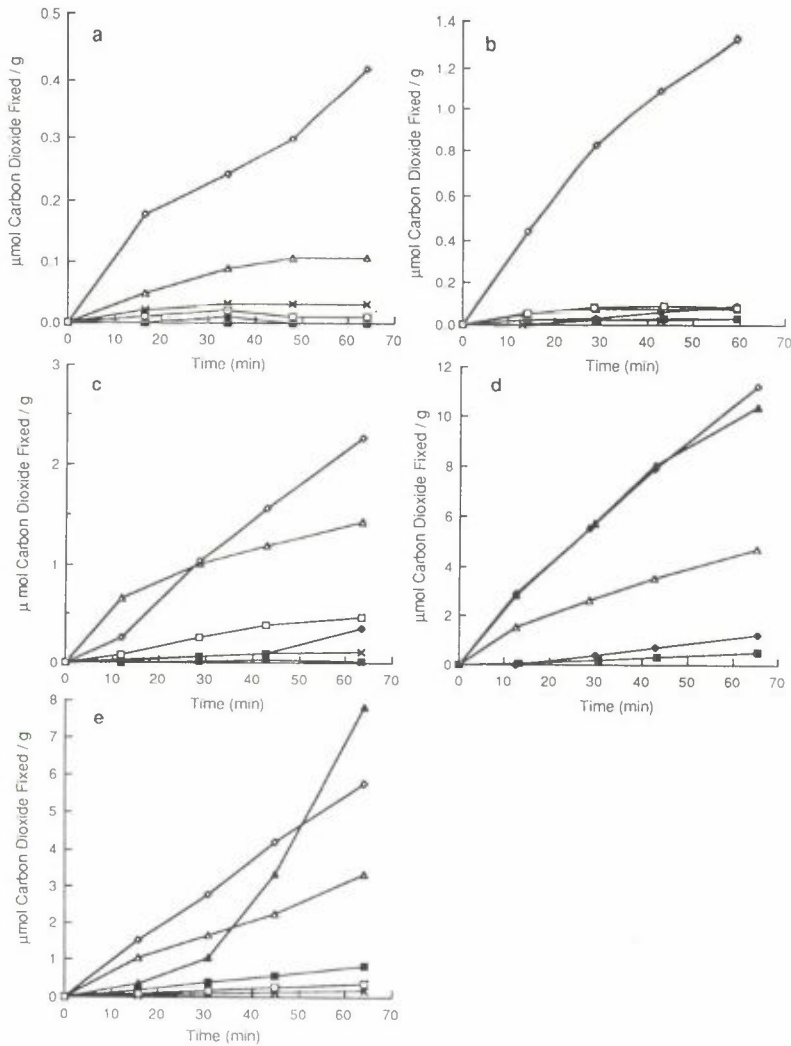 a
0.5
0.4
0.3
0.2
0.1
0.0
0 10 20 30 40 50 60 70
Time (min)
µmol Carbon Dioxide Fixed / g
b
1.4
1.2
1.0
0.8
0.6
0.4
0.2
0.0
0 10 20 30 40 50 60 70
Time (min)
µmol Carbon Dioxide Fixed / g
c
3
2
1
0
0 10 20 30 40 50 60 70
Time (min)
µ mol Carbon Dioxide Fixed / g
d
12
10
8
6
4
2
0
0 10 20 30 40 50 60 70
Time (min)
µmol Carbon Dioxide Fixed / g
e
8
7
6
5
4
3
2
1
0
0 10 20 30 40 50 60 70
Time (min)
µmol Carbon Dioxide Fixed / g